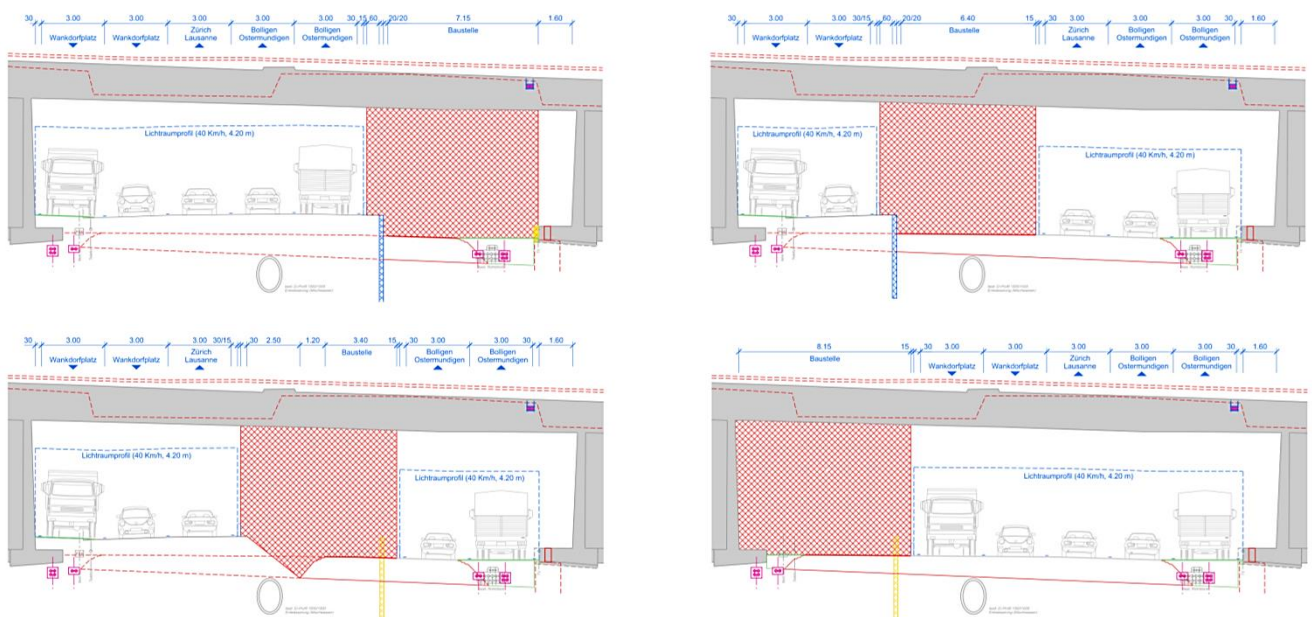 30 3.00 3.00 3.00 3.00 3.00 30 15 60 20/20 7.15 1.60
Wankdorfplatz Wankdorfplatz Zürich Lausanne Bolligen Ostermundigen Bolligen Ostermundigen Baustelle
Lichtraumprofil (40 Km/h, 4.20 m)
30 3.00 3.00 30/15 60 20/20 6.40 15 3.00 3.00 3.00 30 1.60
Wankdorfplatz Wankdorfplatz Baustelle Zürich Lausanne Bolligen Ostermundigen Bolligen Ostermundigen
Lichtraumprofil (40 Km/h, 4.20 m)
Lichtraumprofil (40 Km/h, 4.20 m)
30 3.00 3.00 3.00 30/15 30 2.50 1.20 3.40 15 30 3.00 3.00 30 1.60
Wankdorfplatz Wankdorfplatz Zürich Lausanne Baustelle Bolligen Ostermundigen Bolligen Ostermundigen
Lichtraumprofil (40 Km/h, 4.20 m)
Lichtraumprofil (40 Km/h, 4.20 m)
8.15 15 30 3.00 3.00 3.00 3.00 3.00 30 1.60
Baustelle Wankdorfplatz Wankdorfplatz Zürich Lausanne Bolligen Ostermundigen Bolligen Ostermundigen
Lichtraumprofil (40 Km/h, 4.20 m)